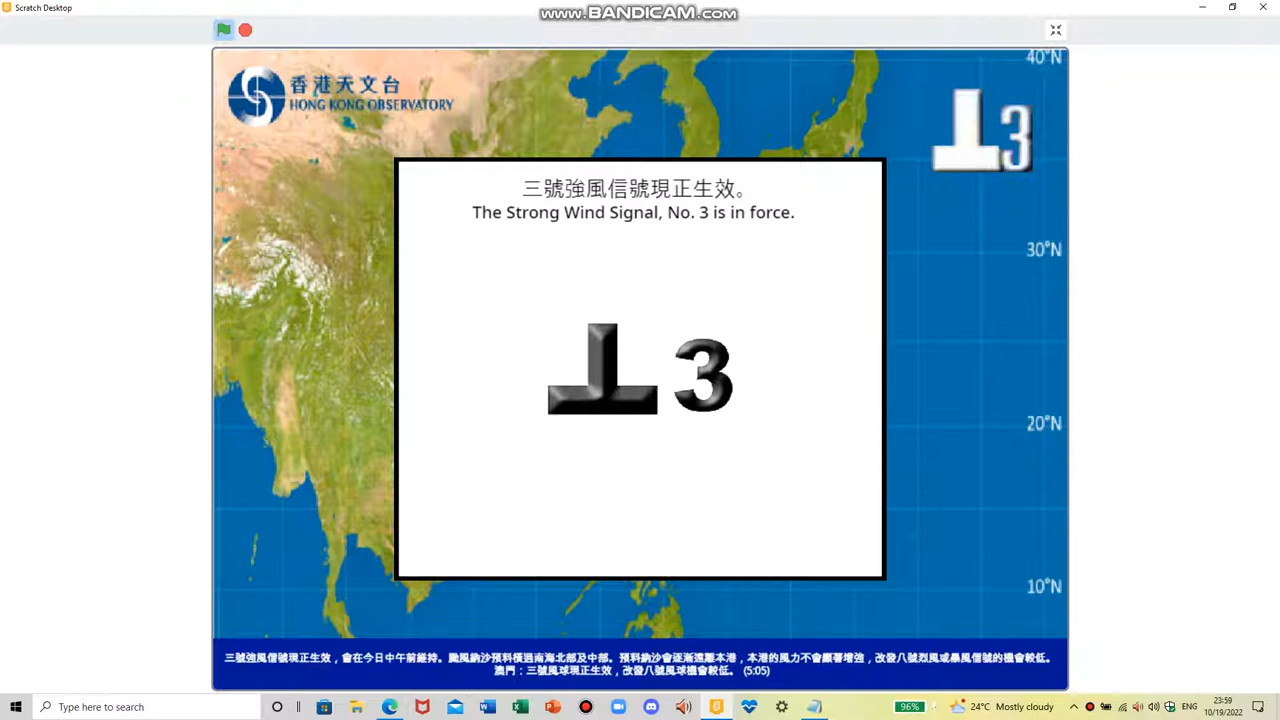 Scratch Desktop
www.BANDICAM.com
40°N
香港天文台
HONG KONG OBSERVATORY
3
三號強風信號現正生效。
The Strong Wind Signal, No. 3 is in force.
30°N
3
20°N
10°N
三號強風信號現正生效，會在今日中午前維持。颱風納沙預料橫過南海北部及中部。預料納沙會逐漸遠離本港，本港的風力不會顯著增強，改發八號烈風或暴風信號的機會較低。
澳門：三號風球現正生效，改發八號風球機會較低。 (5:05)
Type here to search
96%
24°C Mostly cloudy
23:59
10/19/2022